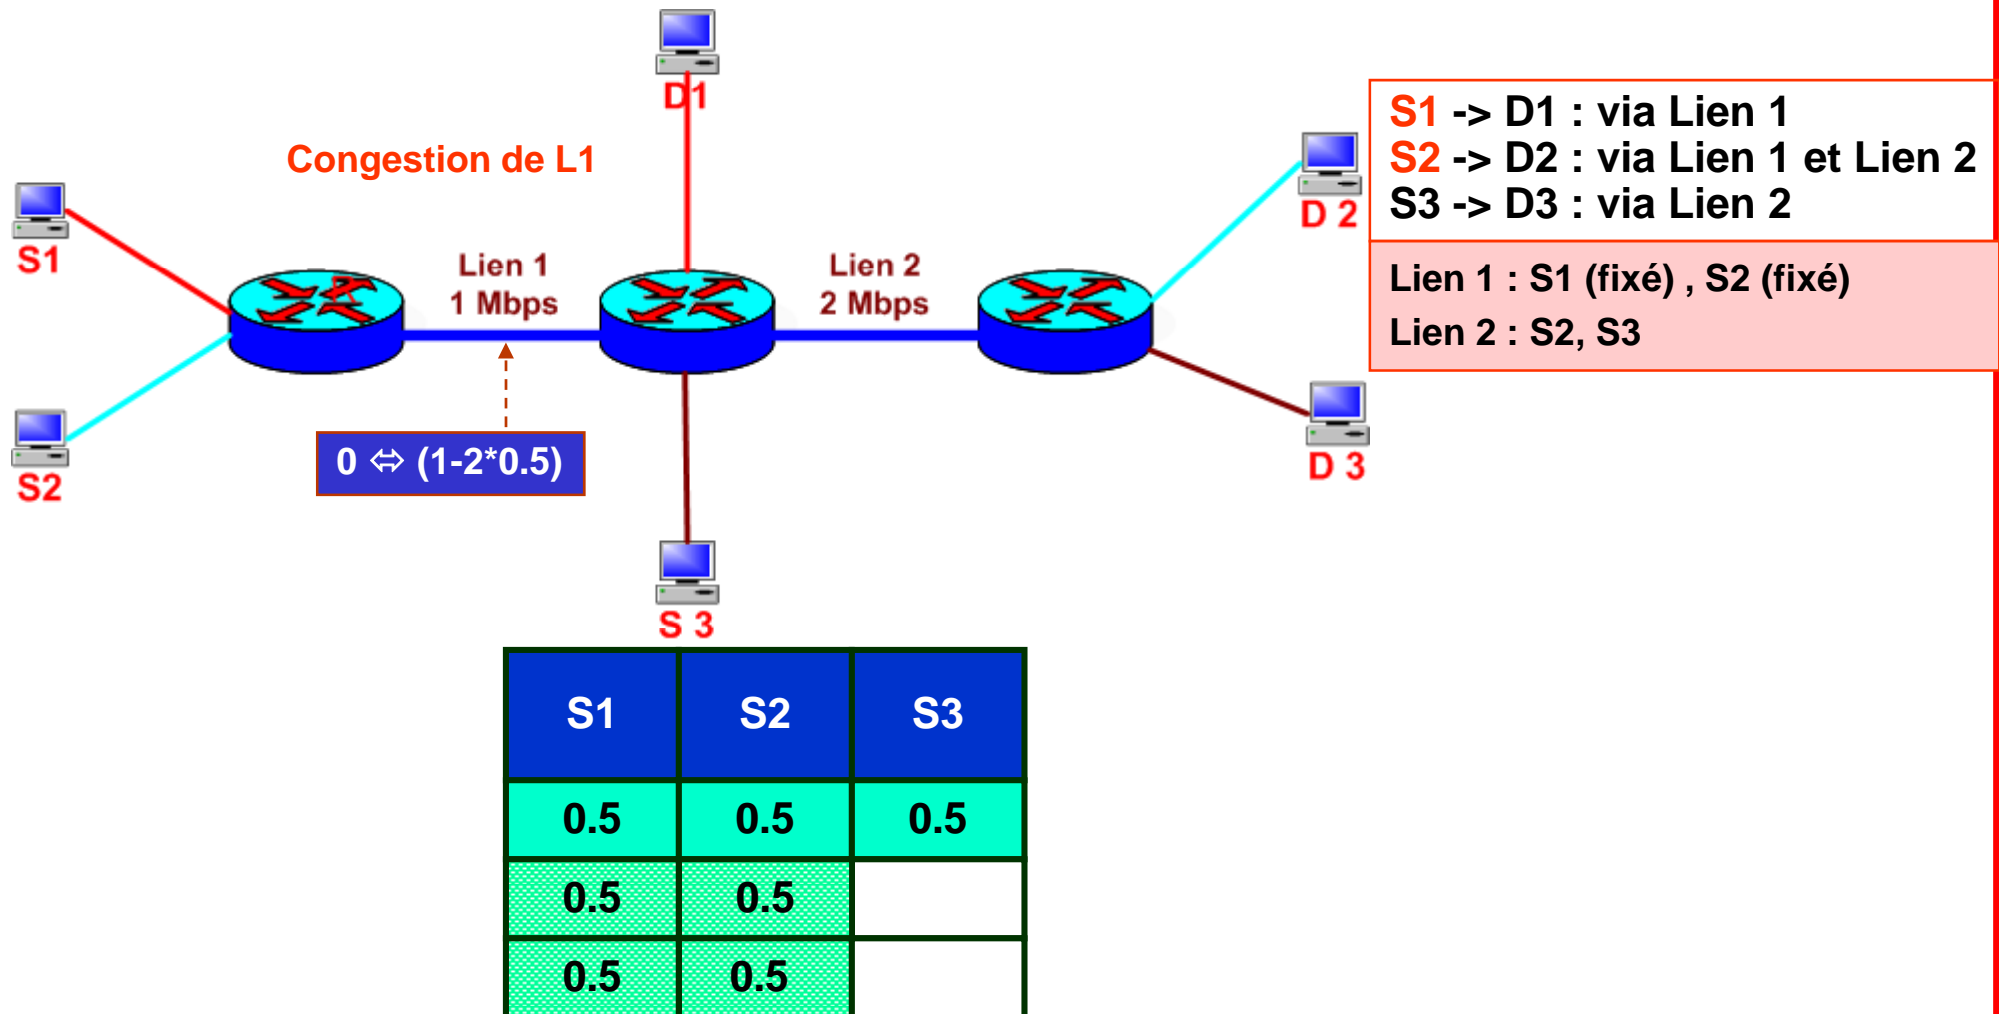 D1
S1 -> D1 : via Lien 1
S2 -> D2 : via Lien 1 et Lien 2
S3 -> D3 : via Lien 2
Congestion de L1
D 2
S1
Lien 1
1 Mbps
Lien 2
2 Mbps
R
Lien 1 : S1 (fixé) , S2 (fixé)
Lien 2 : S2, S3
0 ⬄ (1-2*0.5)
S2
D 3
S 3
S1 S2 S3
0.5 0.5 0.5
0.5 0.5
0.5 0.5